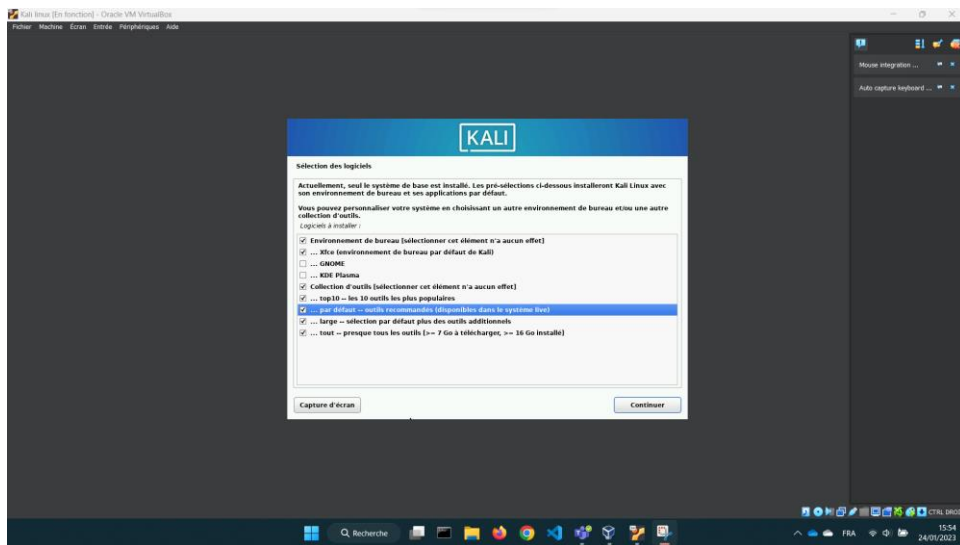 Kali linux [En fonction] - Oracle VM VirtualBox
Fichier Machine Écran Entrée Périphériques Aide
Mouse integration ...
Auto capture keyboard ...
KALI
Sélection des logiciels
Actuellement, seul le système de base est installé. Les pré-sélections ci-dessous installeront Kali Linux avec
son environnement de bureau et ses applications par défaut.
Vous pouvez personnaliser votre système en choisissant un autre environnement de bureau et/ou une autre
collection d'outils.
Logiciels à installer :
Environnement de bureau [sélectionner cet élément n'a aucun effet]
... Xfce (environnement de bureau par défaut de Kali)
... GNOME
... KDE Plasma
Collection d'outils [sélectionner cet élément n'a aucun effet]
... top10 -- les 10 outils les plus populaires
... par défaut -- outils recommandés (disponibles dans le système live)
... large -- sélection par défaut plus des outils additionnels
... tout -- presque tous les outils [>= 7 Go à télécharger, >= 16 Go installé]
Capture d'écran
Continuer
CTRL DROITE
Recherche
FRA
15:54
24/01/2023